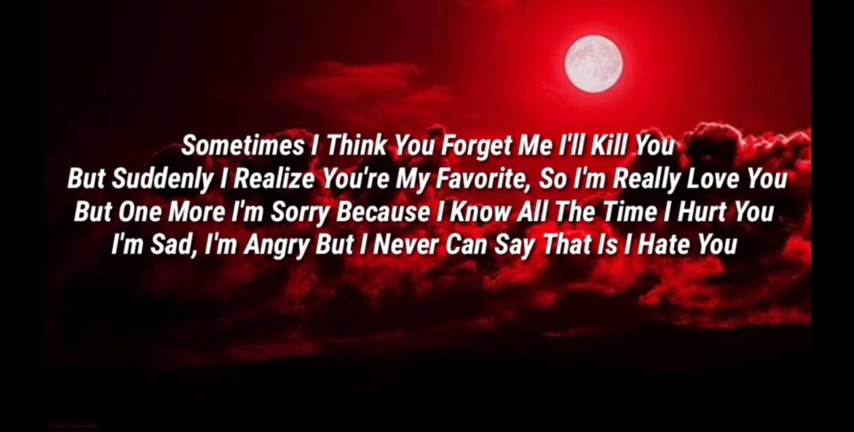 Sometimes I Think You Forget Me I'll Kill You
But Suddenly I Realize You're My Favorite, So I'm Really Love You
But One More I'm Sorry Because I Know All The Time I Hurt You
I'm Sad, I'm Angry But I Never Can Say That Is I Hate You